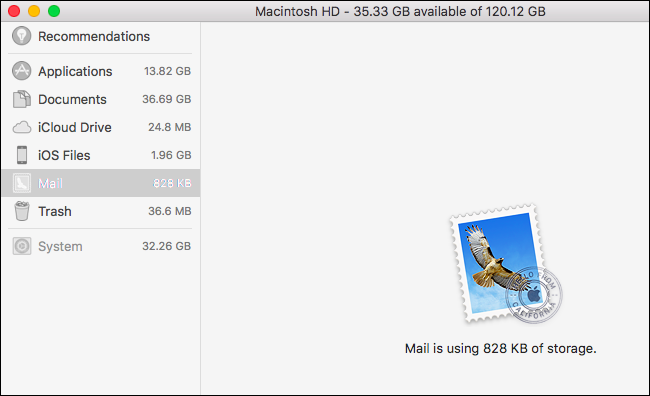 Macintosh HD - 35.33 GB available of 120.12 GB
Recommendations
Applications 13.82 GB
Documents 36.69 GB
iCloud Drive 24.8 MB
iOS Files 1.96 GB
Mail 828 KB
Trash 36.6 MB
System 32.26 GB
CALIFORNIA
Mail is using 828 KB of storage.